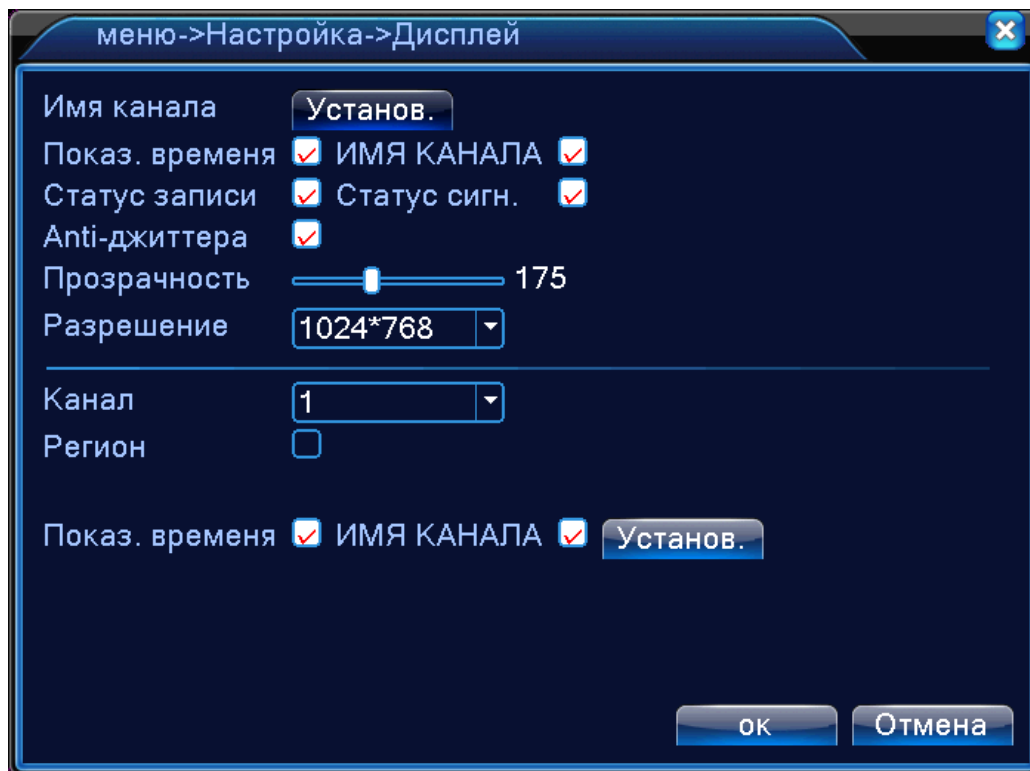 меню->Настройка->Дисплей
Имя канала Установ.
Показ. временя ИМЯ КАНАЛА
Статус записи Статус сигн.
Anti-джиттера
Прозрачность 175
Разрешение 1024*768
Канал 1
Регион
Показ. временя ИМЯ КАНАЛА Установ.
ок Отмена